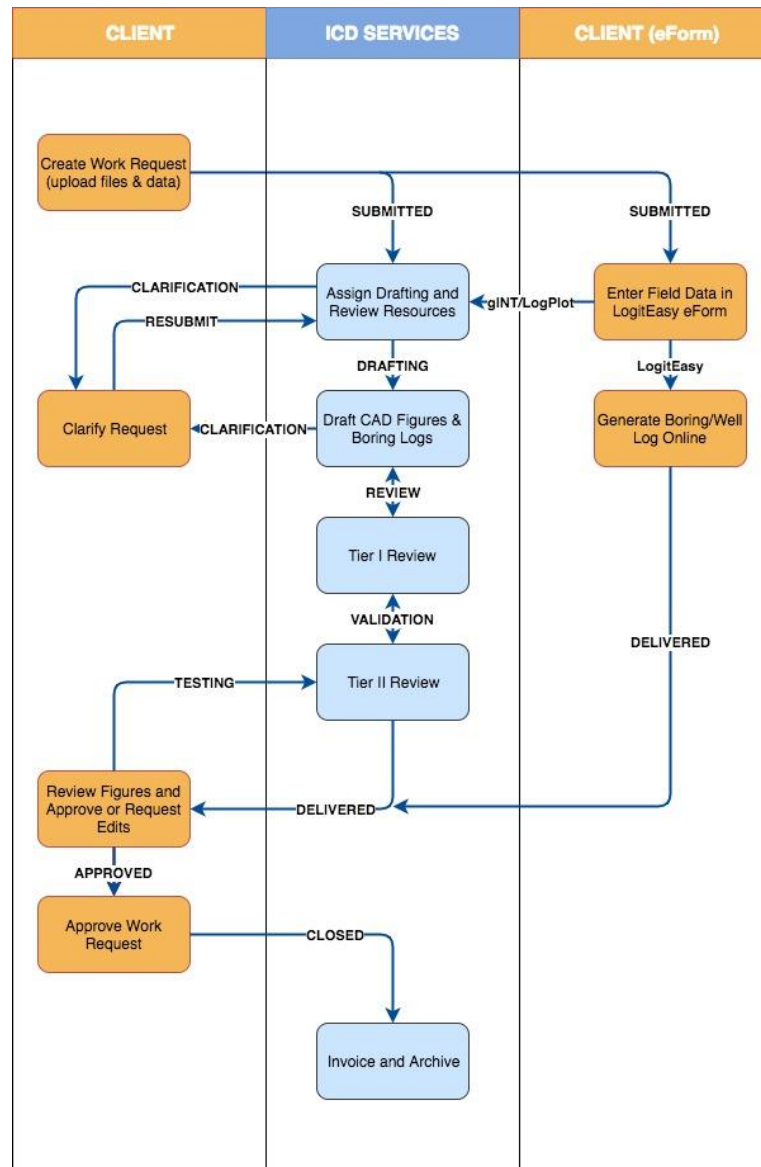 CLIENT
ICD SERVICES
CLIENT (eForm)
Create Work Request
(upload files & data)
SUBMITTED
SUBMITTED
CLARIFICATION
RESUBMIT
Assign Drafting and
Review Resources
gINT/LogPlot
Enter Field Data in
LogitEasy eForm
DRAFTING
LogitEasy
Clarify Request
CLARIFICATION
Draft CAD Figures &
Boring Logs
Generate Boring/Well
Log Online
REVIEW
Tier I Review
VALIDATION
DELIVERED
TESTING
Tier II Review
Review Figures and
Approve or Request
Edits
DELIVERED
APPROVED
Approve Work
Request
CLOSED
Invoice and Archive